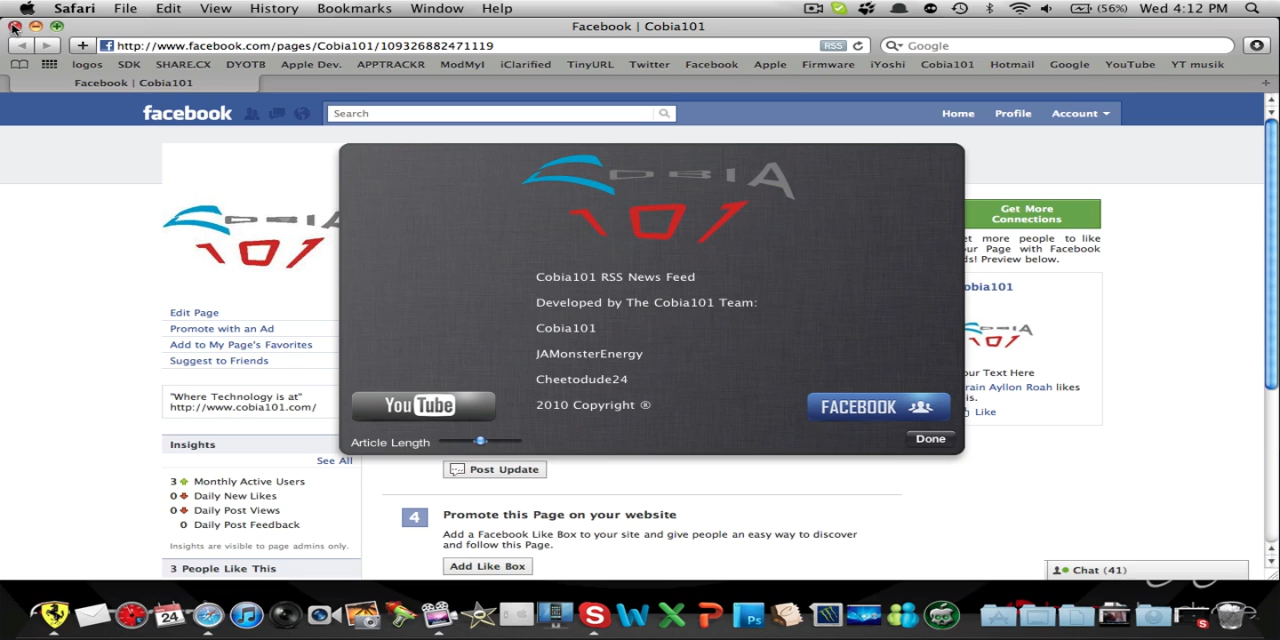 Safari File Edit View History Bookmarks Window Help (56%) Wed 4:12 PM
Facebook | Cobia101
http://www.facebook.com/pages/Cobia101/109326882471119 RSS Google
logos SDK SHARE.CX DYOTB Apple Dev. APPTRACKR ModMyI iClarified TinyURL Twitter Facebook Apple Firmware iYoshi Cobia101 Hotmail Google YouTube YT musik
Facebook | Cobia101
facebook Search Home Profile Account
COBIA
101
COBIA
101
Get More
Connections
et more people to like
our Page with Facebook
ds! Preview below.
obia101
our Text Here
rain Ayllon Roah likes
is.
Like
Edit Page
Promote with an Ad
Add to My Page's Favorites
Suggest to Friends
"Where Technology is at"
http://www.cobia101.com/
Insights
See All
3 Monthly Active Users
0 Daily New Likes
0 Daily Post Views
0 Daily Post Feedback
Insights are visible to page admins only.
3 People Like This
Cobia101 RSS News Feed
Developed by The Cobia101 Team:
Cobia101
JAMonsterEnergy
Cheetodude24
2010 Copyright ®
YouTube
FACEBOOK
Article Length
Done
Post Update
4 Promote this Page on your website
Add a Facebook Like Box to your site and give people an easy way to discover
and follow this Page.
Add Like Box
Chat (41)
24
S W X P Ps